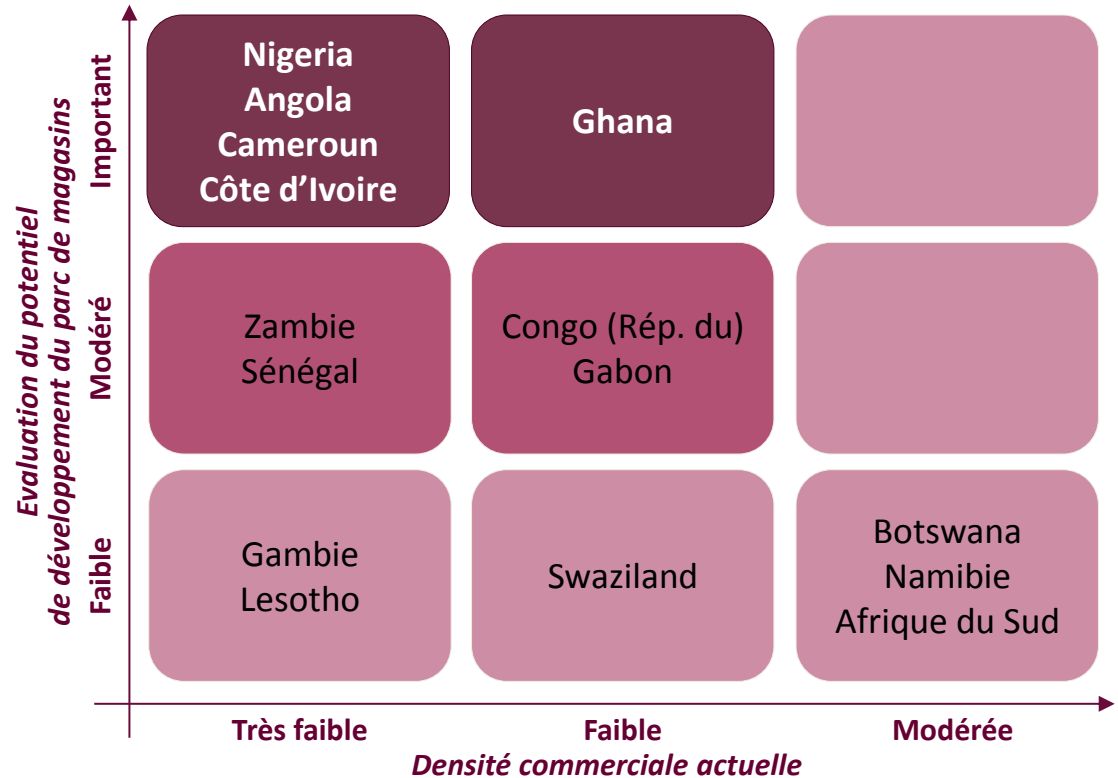 Evaluation du potentiel
de développement du parc de magasins
Important
Nigeria
Angola
Cameroun
Côte d'Ivoire
Ghana
Modéré
Zambie
Sénégal
Congo (Rép. du)
Gabon
Faible
Gambie
Lesotho
Swaziland
Botswana
Namibie
Afrique du Sud
Très faible
Faible
Modérée
Densité commerciale actuelle